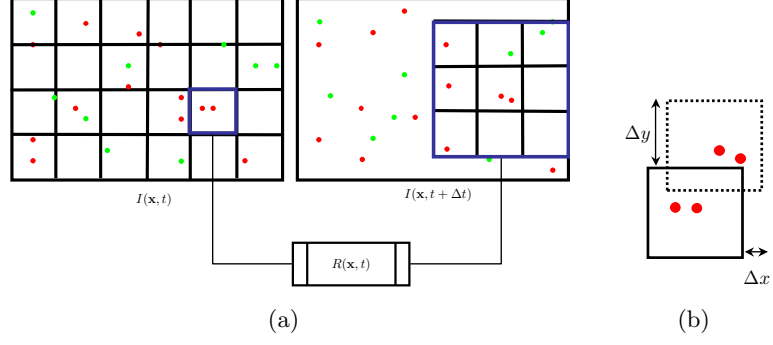 I(x, t)
I(x, t + Δt)
R(x, t)
Δy
Δx
(a)
(b)